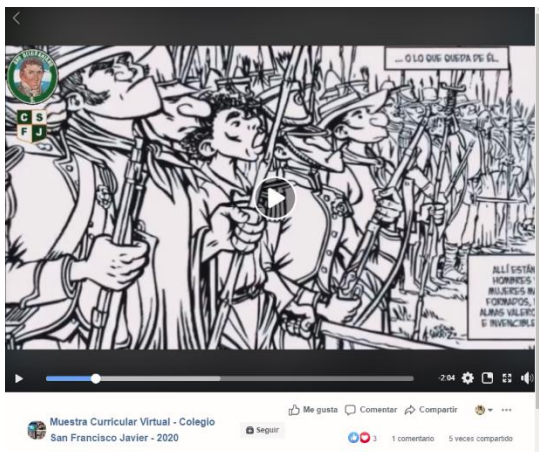 ... O LO QUE QUEDA DE ÉL.
C S
F J
ALLÍ ESTÁN
HOMBRES Y
MUJERES
FORMADOS,
ALMAS
E INVENCIBLE
-2:04
Me gusta Comentar Compartir
Muestra Curricular Virtual - Colegio
San Francisco Javier - 2020
Seguir
3 1 comentario 5 veces compartido